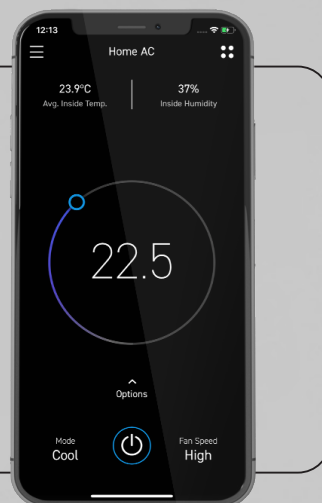 12:13
Home AC
23.9°C
Avg. Inside Temp.
37%
Inside Humidity
22.5
Options
Mode
Cool
Fan Speed
High